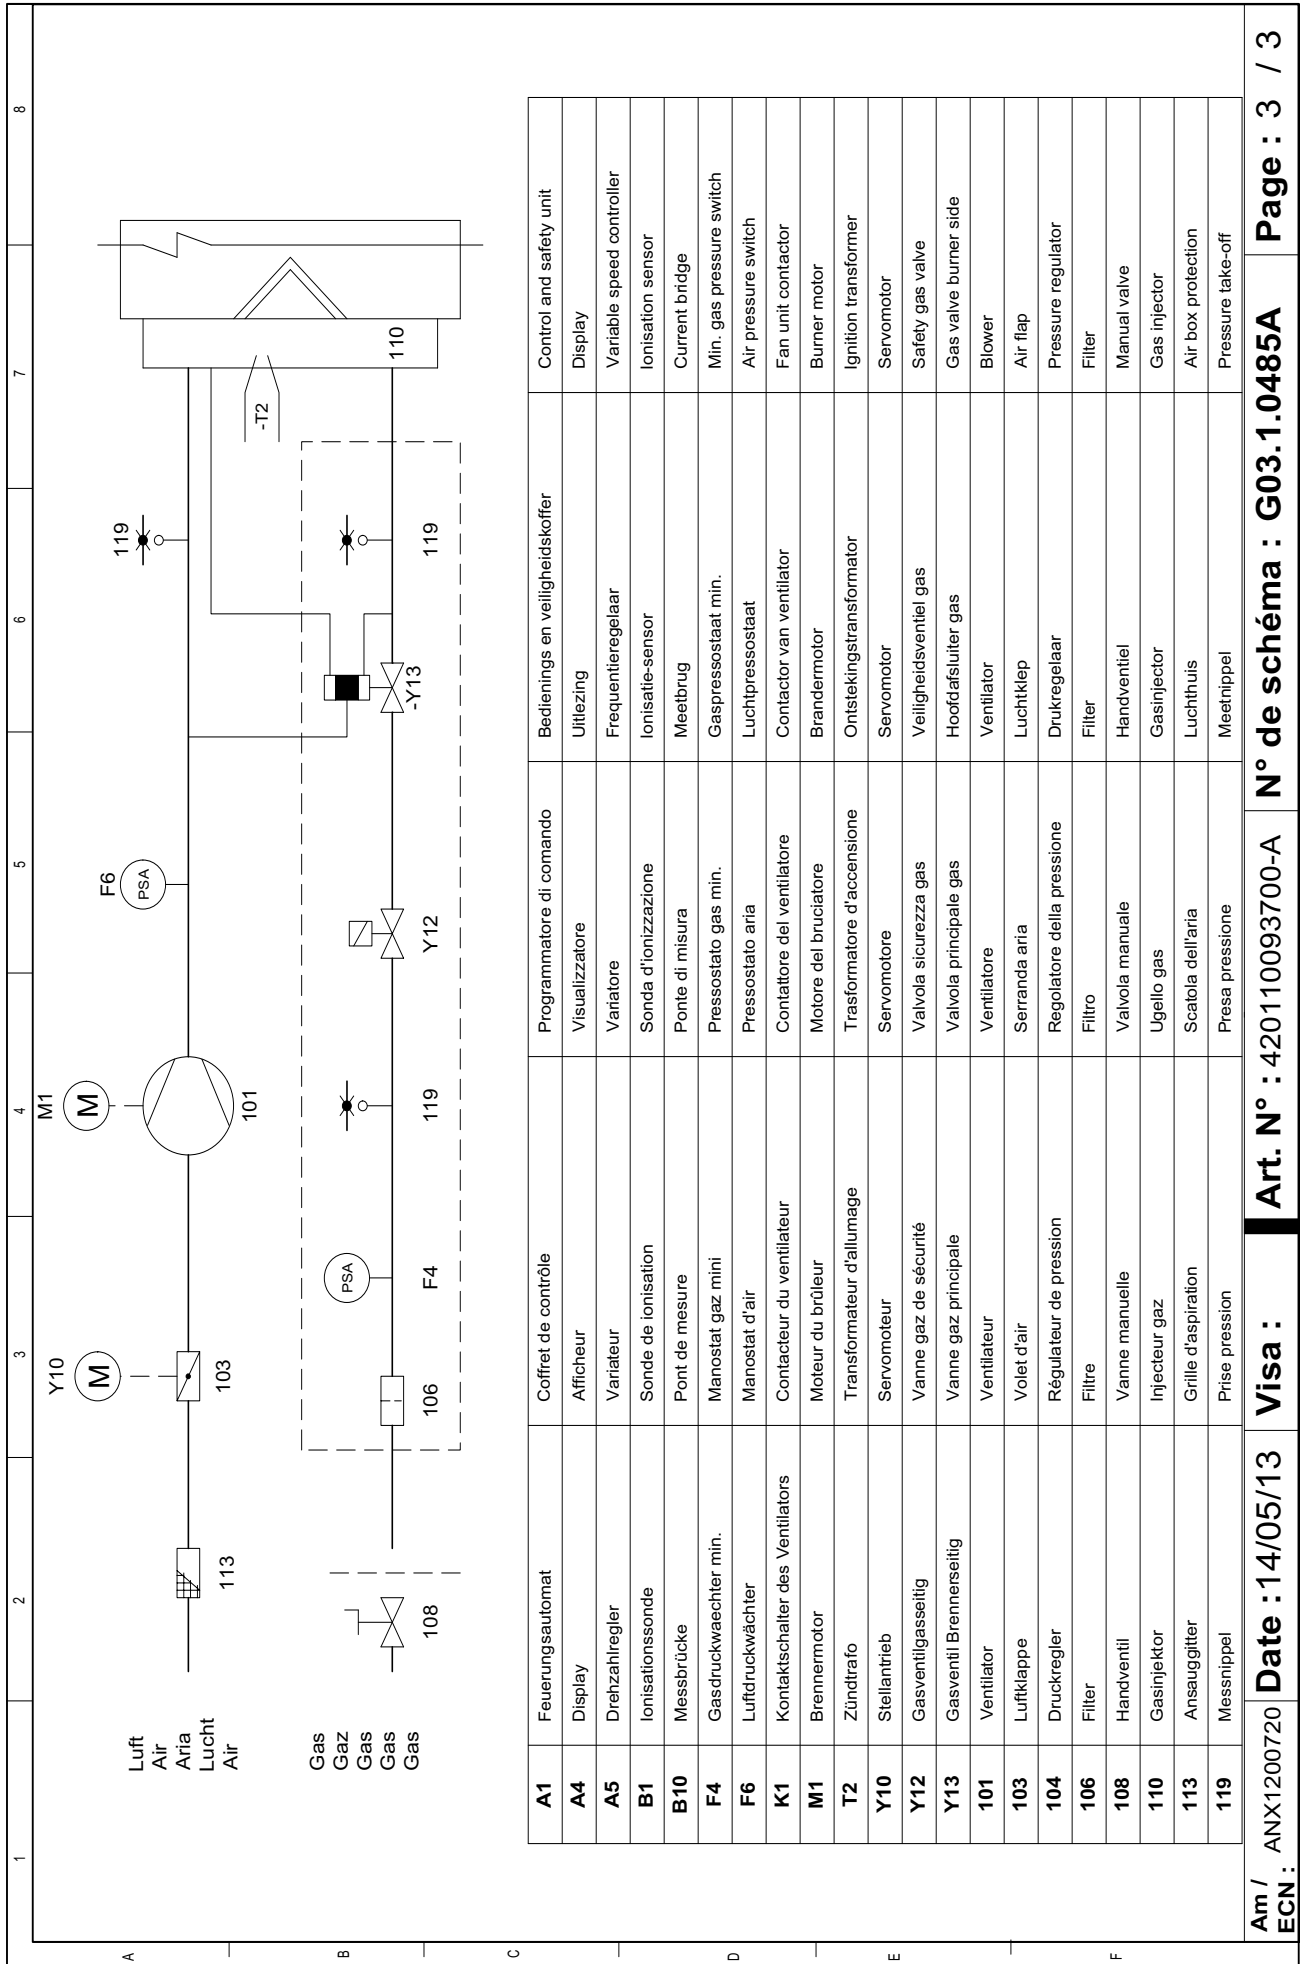 1 2 3 4 5 6 7 8
A
B
C
D
E
F
Luft
Air
Aria
Lucht
Air
Gas
Gaz
Gas
Gas
Gas
113
Y10
M
103
M1
M
101
F6
PSA
119
-T2
110
108
106
PSA
F4
119
Y12
-Y13
119
A1 Feuerungsautomat Coffret de contrôle Programmatore di comando Bedienings en veiligheidskoffer Control and safety unit
A4 Display Afficheur Visualizzatore Uitlezing Display
A5 Drehzahlregler Variateur Variatore Frequentieregelaar Variable speed controller
B1 Ionisationssonde Sonde de ionisation Sonda d'ionizzazione Ionisatie-sensor Ionisation sensor
B10 Messbrücke Pont de mesure Ponte di misura Meetbrug Current bridge
F4 Gasdruckwaechter min. Manostat gaz mini Pressostato gas min. Gaspressostaat min. Min. gas pressure switch
F6 Luftdruckwächter Manostat d'air Pressostato aria Luchtpressostaat Air pressure switch
K1 Kontaktschalter des Ventilators Contacteur du ventilateur Contattore del ventilatore Contactor van ventilator Fan unit contactor
M1 Brennermotor Moteur du brûleur Motore del bruciatore Brandermotor Burner motor
T2 Zündtrafo Transformateur d'allumage Trasformatore d'accensione Ontstekingstransformator Ignition transformer
Y10 Stellantrieb Servomoteur Servomotore Servomotor Servomotor
Y12 Gasventilgasseitig Vanne gaz de sécurité Valvola sicurezza gas Veiligheidsventiel gas Safety gas valve
Y13 Gasventil Brennerseitig Vanne gaz principale Valvola principale gas Hoofdafsluiter gas Gas valve burner side
101 Ventilator Ventilateur Ventilatore Ventilator Blower
103 Luftklappe Volet d'air Serranda aria Luchtklep Air flap
104 Druckregler Régulateur de pression Regolatore della pressione Drukregelaar Pressure regulator
106 Filter Filtre Filtro Filter Filter
108 Handventil Vanne manuelle Valvola manuale Handventiel Manual valve
110 Gasinjektor Injecteur gaz Ugello gas Gasinjector Gas injector
113 Ansauggitter Grille d'aspiration Scatola dell'aria Luchthuis Air box protection
119 Messnippel Prise pression Presa pressione Meetnippel Pressure take-off
Am / ECN : ANX1200720 Date : 14/05/13 Visa : Art. N° : 420110093700-A N° de schéma : G03.1.0485A Page : 3 / 3